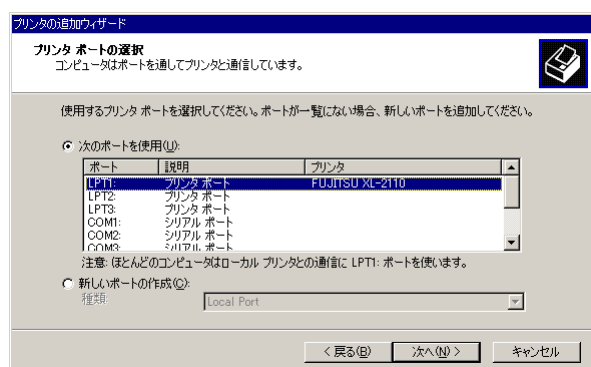 プリンタの追加ウィザード
プリンタ ポートの選択
コンピュータはポートを通してプリンタと通信しています。
使用するプリンタ ポートを選択してください。ポートが一覧にない場合、新しいポートを追加してください。
次のポートを使用(U):
ポート 説明 プリンタ
LPT1: プリンタ ポート FUJITSU XL-2110
LPT2: プリンタ ポート
LPT3: プリンタ ポート
COM1: シリアル ポート
COM2: シリアル ポート
COM3: シリアル ポート
注意: ほとんどのコンピュータはローカル プリンタとの通信に LPT1: ポートを使います。
新しいポートの作成(C):
種類: Local Port
< 戻る(B) 次へ(N) > キャンセル